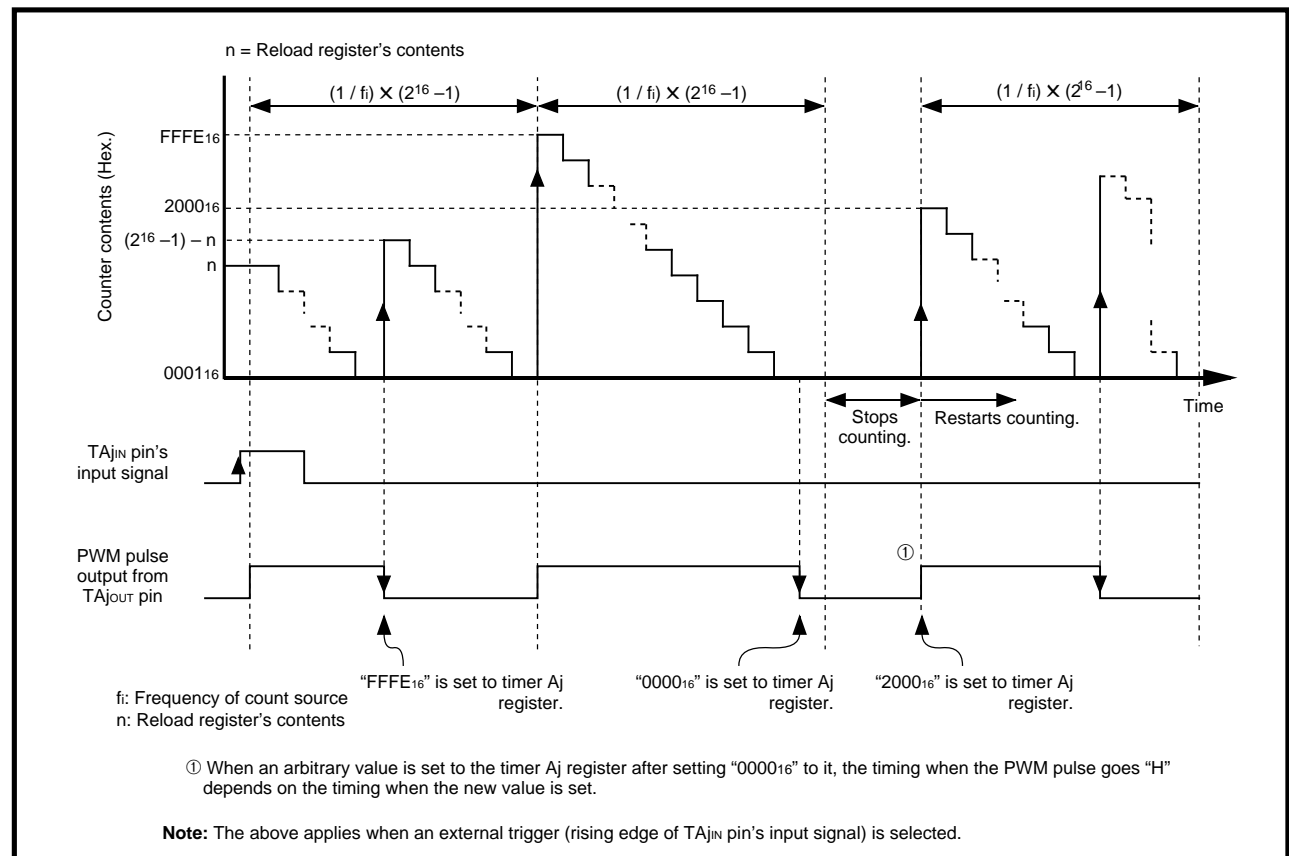 n = Reload register's contents
(1 / fi) X (2^16 –1)
(1 / fi) X (2^16 –1)
(1 / fi) X (2^16 –1)
Counter contents (Hex.)
FFFE16
200016
(2^16 –1) – n
n
000116
Stops
counting.
Restarts counting.
Time
TAjIN pin's
input signal
PWM pulse
output from
TAjOUT pin
①
"FFFE16" is set to timer Aj
register.
"000016" is set to timer Aj
register.
"200016" is set to timer Aj
register.
fi: Frequency of count source
n: Reload register's contents
① When an arbitrary value is set to the timer Aj register after setting "000016" to it, the timing when the PWM pulse goes "H"
depends on the timing when the new value is set.
Note: The above applies when an external trigger (rising edge of TAjIN pin's input signal) is selected.